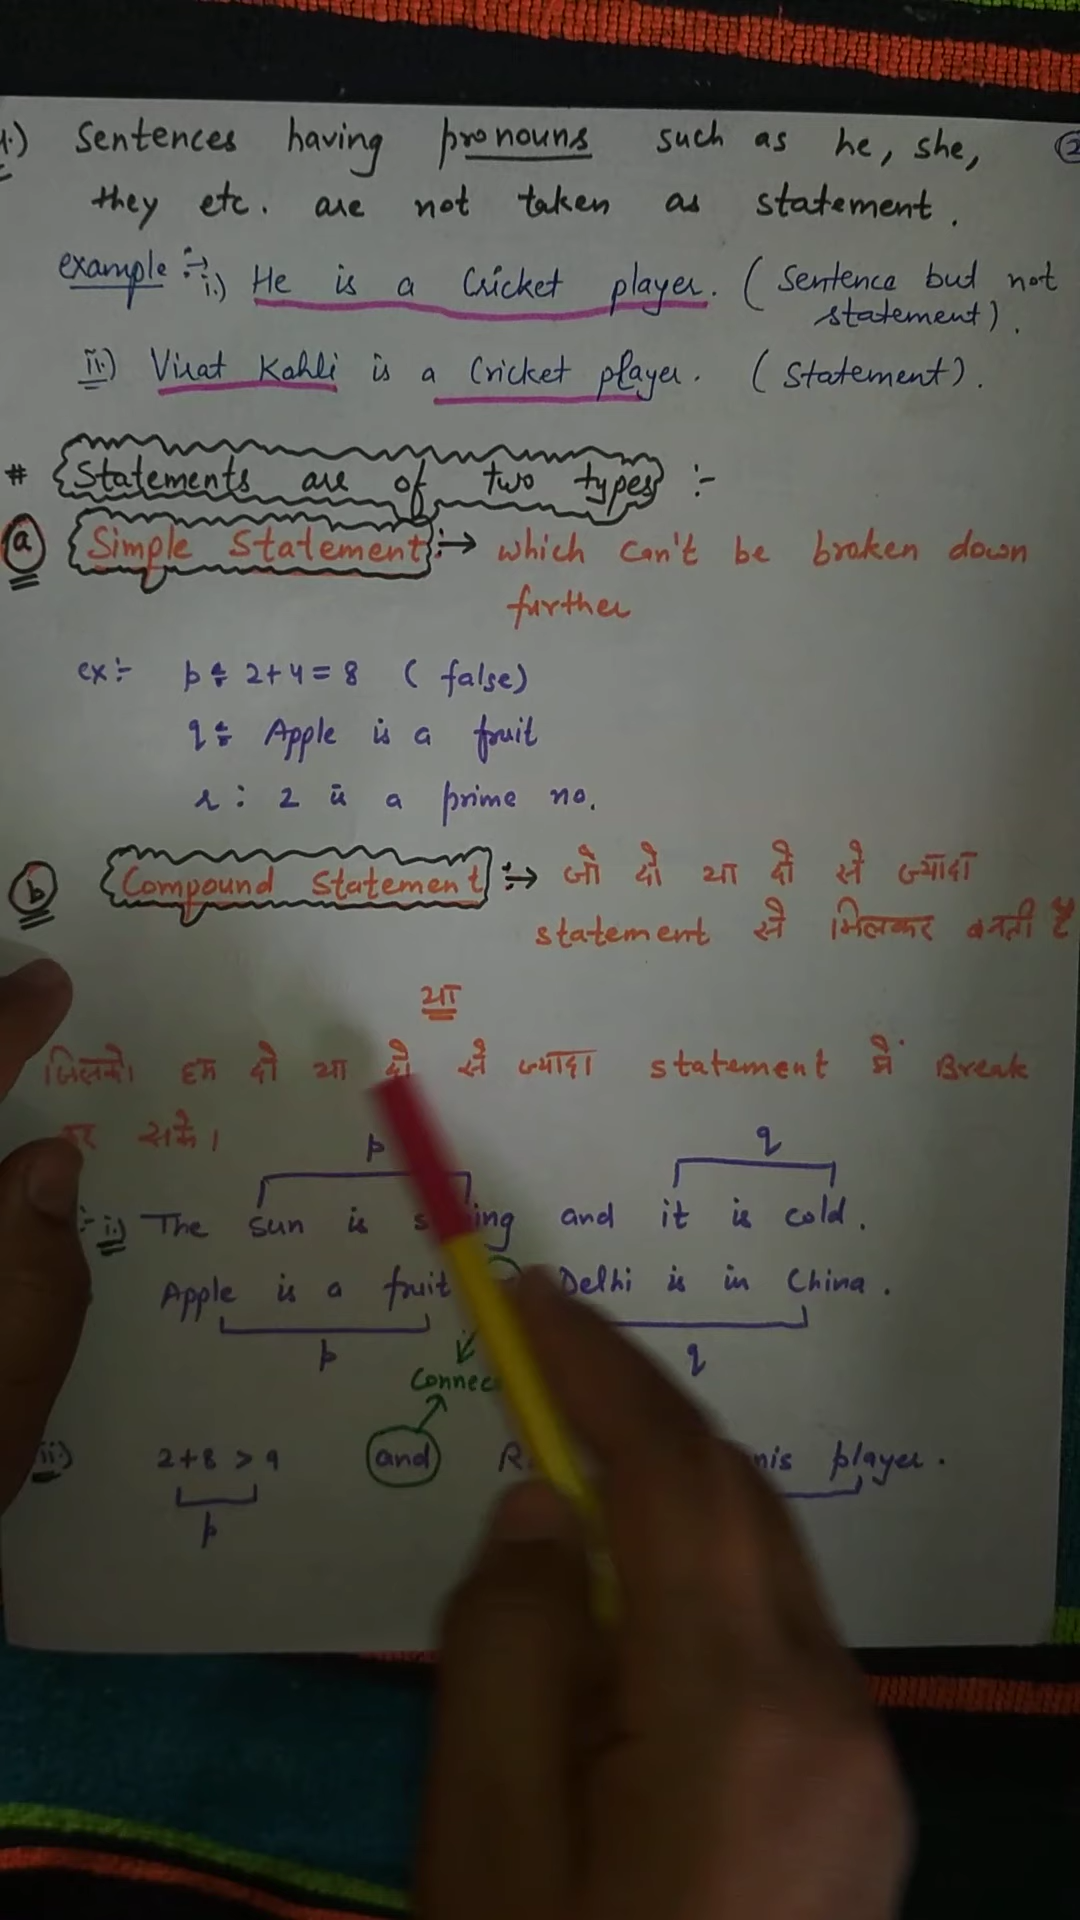 Sentences having pronouns such as he, she,
they etc. are not taken as statement.
example :→ i.) He is a Cricket player. (Sentence but not
statement).
ii.) Virat Kohli is a Cricket player. (Statement).
# Statements are of two types :-
(a) Simple Statement :→ which can't be broken down
further
ex:- p : 2+4=8 (false)
q : Apple is a fruit
r : 2 is a prime no.
(b) Compound Statement :→ जो दो या दो से ज्यादा
statement से मिलकर बनती है
या
जिसको हम दो या दो से ज्यादा statement में Break
सके।
p q
i.) The sun is and it is cold.
Apple is a fruit Delhi is in China.
p q
ii.) 2+8 > 9 and player.
p